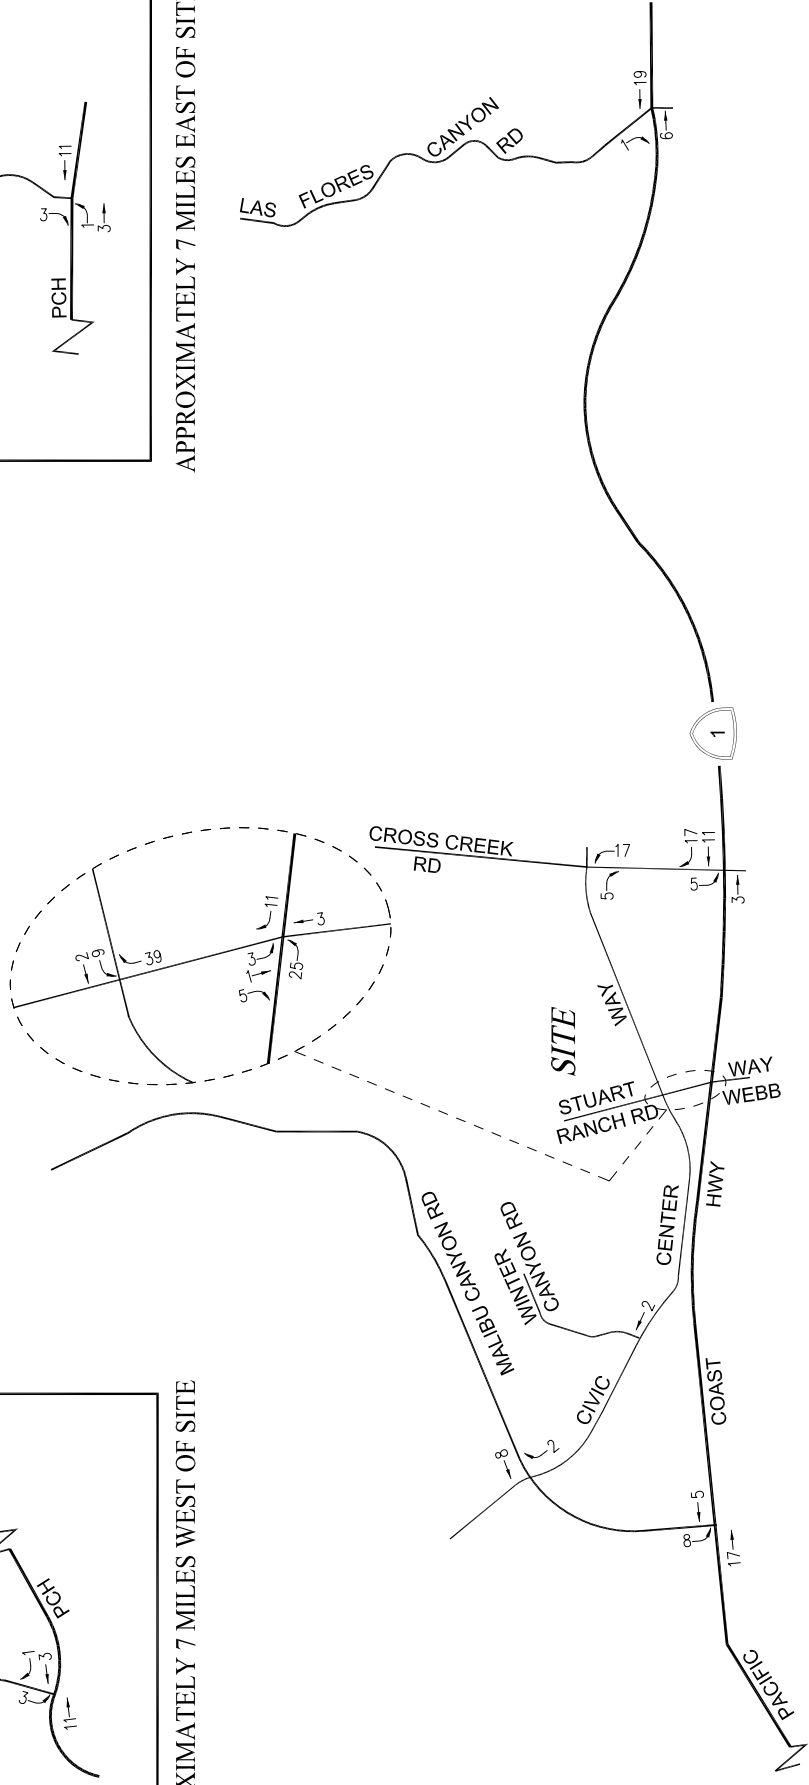 APPROXIMATELY 7 MILES EAST OF SIT
11
3
1
3
PCH
19
6
1
LAS
FLORES
CANYON
RD
1
CROSS CREEK
RD
17
5
17
11
5
3
2
9
39
11
3
3
1
25
5
SITE
WAY
STUART
RANCH RD
WAY
WEBB
HWY
CENTER
MALIBU CANYON RD
WINTER
CANYON RD
2
CIVIC
COAST
8
2
5
8
17
PACIFIC
XIMATELY 7 MILES WEST OF SITE
PCH
1
3
3
11